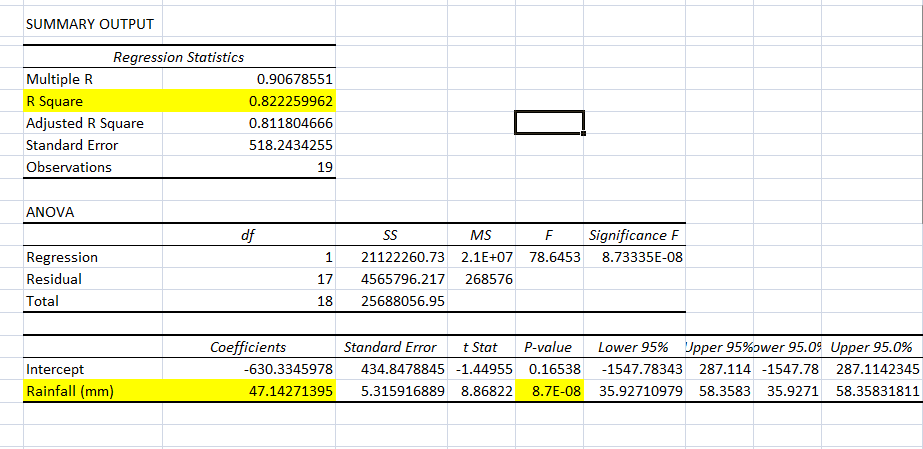 SUMMARY OUTPUT
Regression Statistics
Multiple R 0.90678551
R Square 0.822259962
Adjusted R Square 0.811804666
Standard Error 518.2434255
Observations 19
ANOVA
df SS MS F Significance F
Regression 1 21122260.73 2.1E+07 78.6453 8.73335E-08
Residual 17 4565796.217 268576
Total 18 25688056.95
Coefficients Standard Error t Stat P-value Lower 95% Upper 95% ower 95.0% Upper 95.0%
Intercept -630.3345978 434.8478845 -1.44955 0.16538 -1547.78343 287.114 -1547.78 287.1142345
Rainfall (mm) 47.14271395 5.315916889 8.86822 8.7E-08 35.92710979 58.3583 35.9271 58.35831811